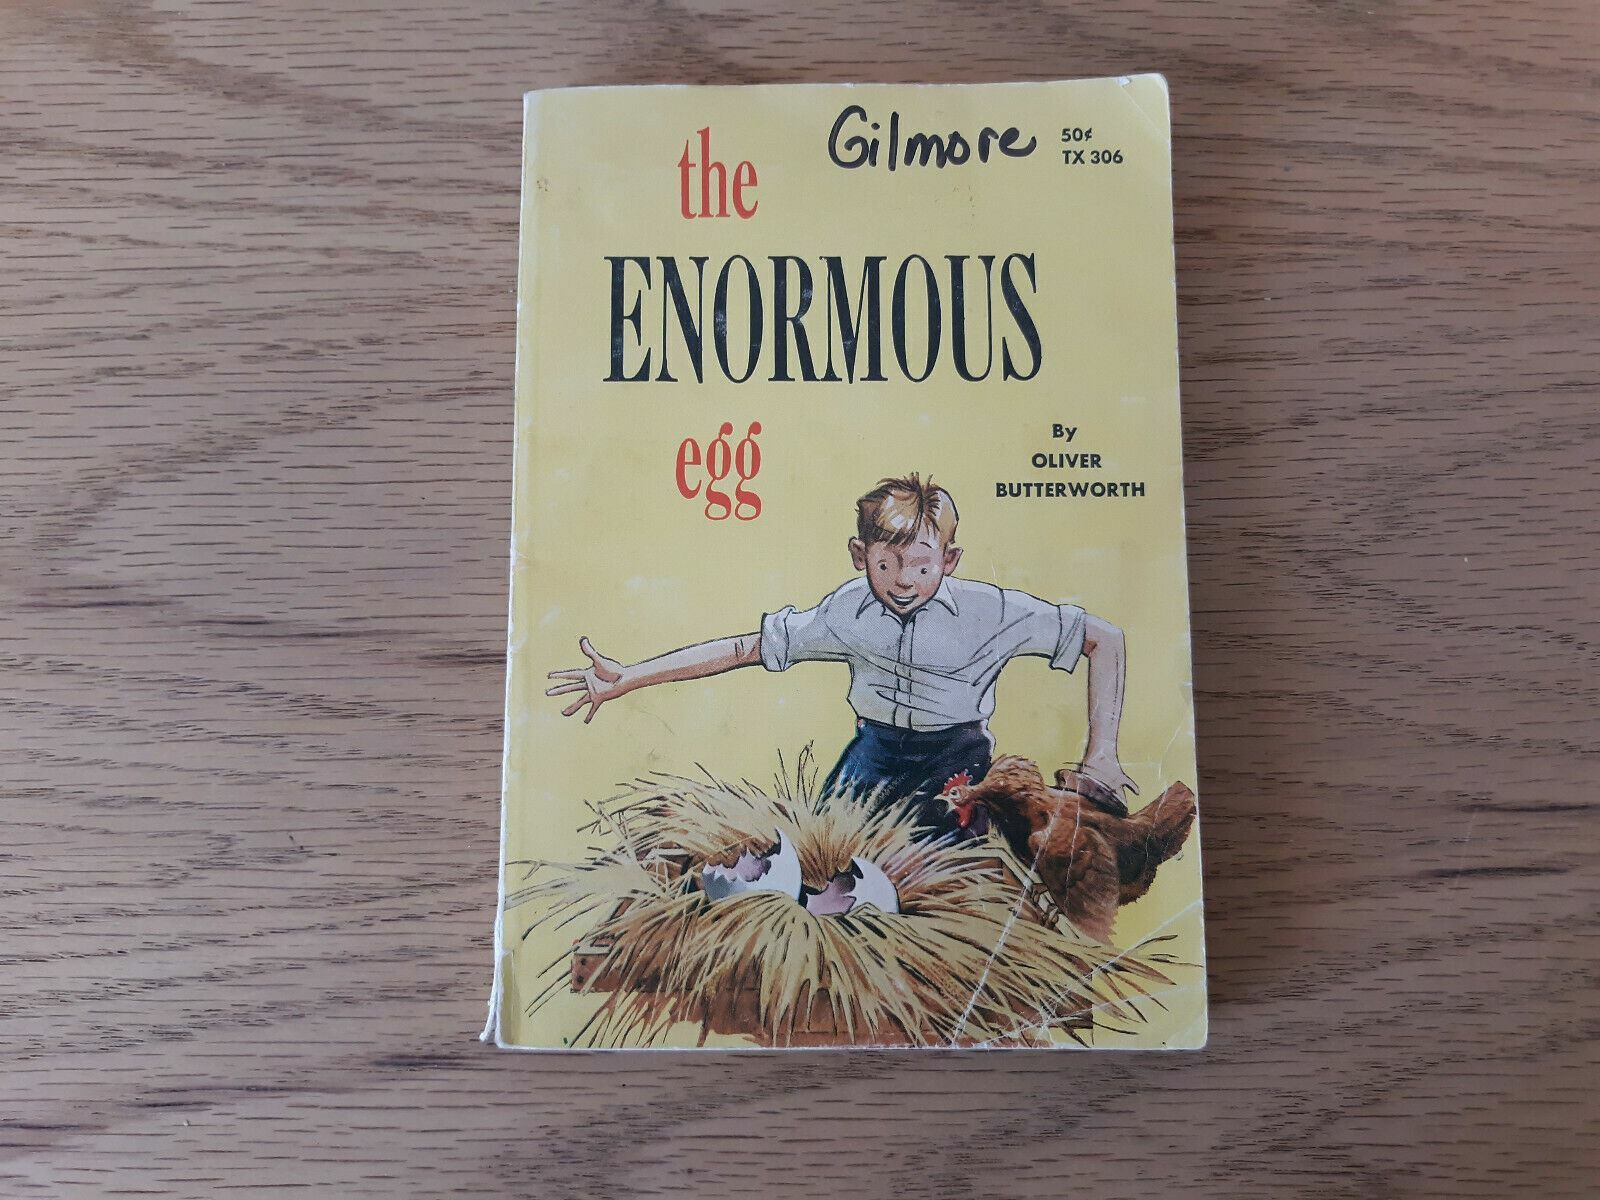 Gilmore
50¢
TX 306
the
ENORMOUS
egg
By
OLIVER
BUTTERWORTH